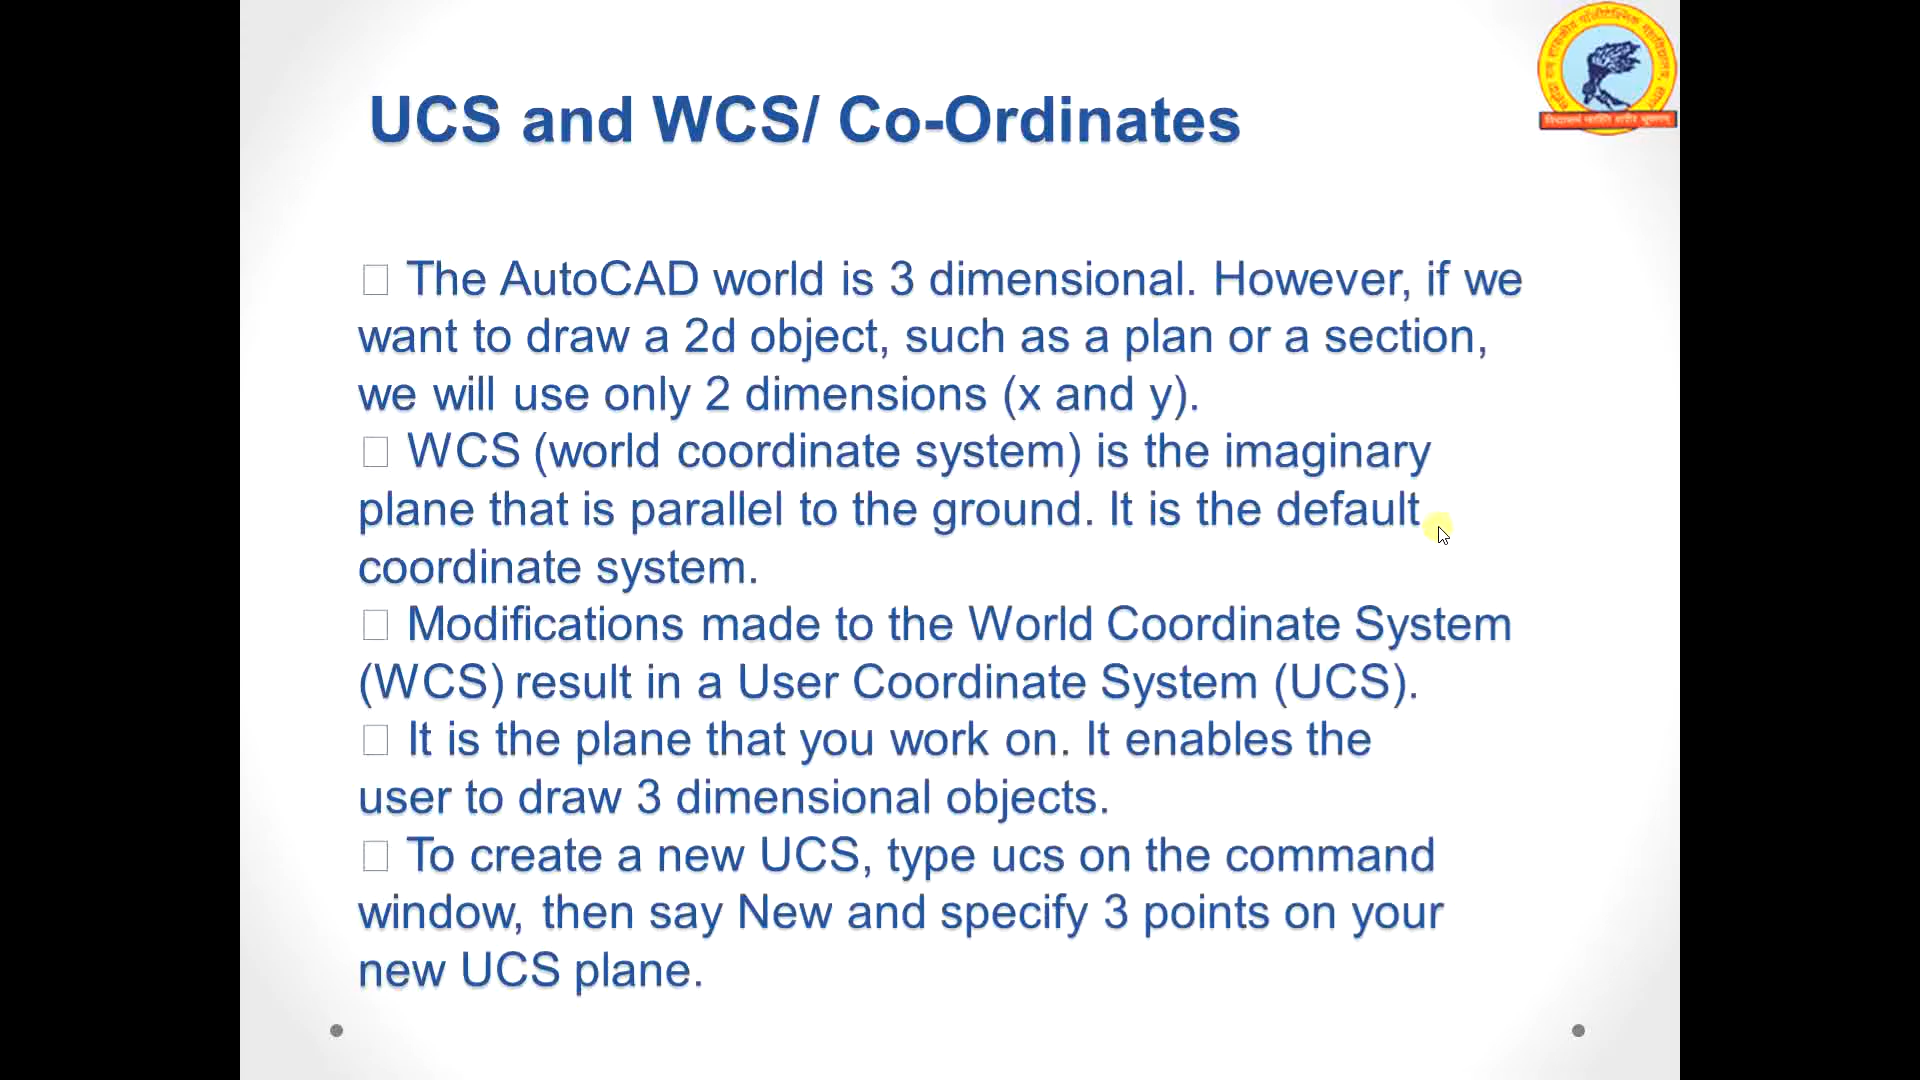 UCS and WCS/ Co-Ordinates
The AutoCAD world is 3 dimensional. However, if we
want to draw a 2d object, such as a plan or a section,
we will use only 2 dimensions (x and y).
WCS (world coordinate system) is the imaginary
plane that is parallel to the ground. It is the default
coordinate system.
Modifications made to the World Coordinate System
(WCS) result in a User Coordinate System (UCS).
It is the plane that you work on. It enables the
user to draw 3 dimensional objects.
To create a new UCS, type ucs on the command
window, then say New and specify 3 points on your
new UCS plane.